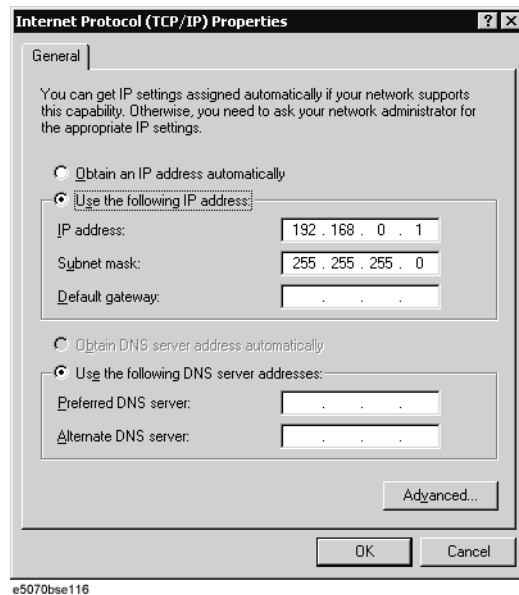 Internet Protocol (TCP/IP) Properties
General
You can get IP settings assigned automatically if your network supports
this capability. Otherwise, you need to ask your network administrator for
the appropriate IP settings.
Obtain an IP address automatically
Use the following IP address:
IP address: 192 . 168 . 0 . 1
Subnet mask: 255 . 255 . 255 . 0
Default gateway: . . .
Obtain DNS server address automatically
Use the following DNS server addresses:
Preferred DNS server: . . .
Alternate DNS server: . . .
Advanced...
OK Cancel
e5070bse116